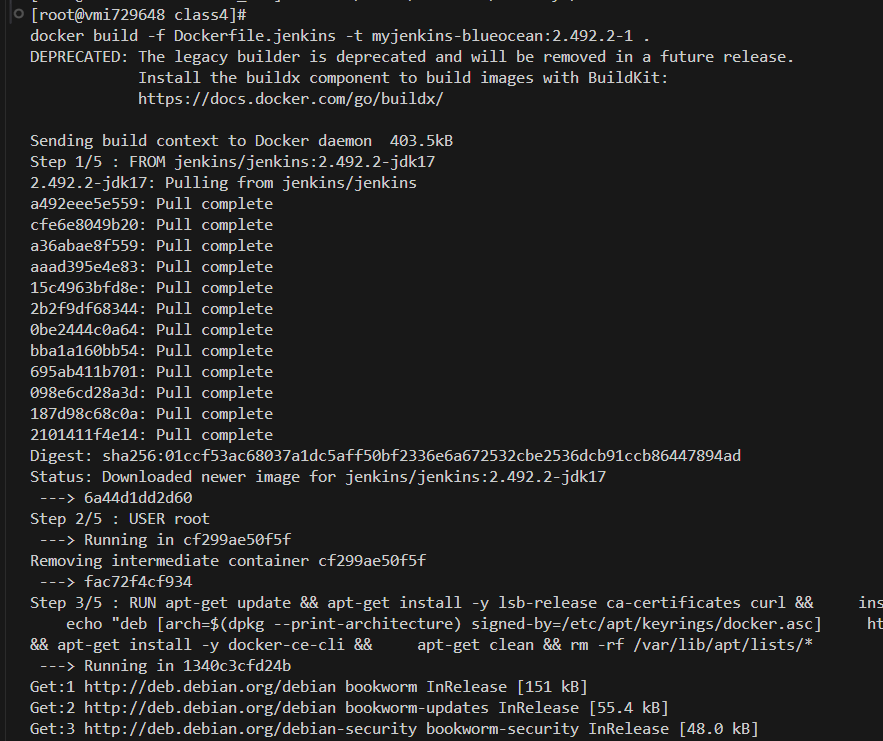 [root@vmi729648 class4]#
docker build -f Dockerfile.jenkins -t myjenkins-blueocean:2.492.2-1 .
DEPRECATED: The legacy builder is deprecated and will be removed in a future release.
            Install the buildx component to build images with BuildKit:
            https://docs.docker.com/go/buildx/
Sending build context to Docker daemon  403.5kB
Step 1/5 : FROM jenkins/jenkins:2.492.2-jdk17
2.492.2-jdk17: Pulling from jenkins/jenkins
a492eee5e559: Pull complete
cfe6e8049b20: Pull complete
a36abae8f559: Pull complete
aaad395e4e83: Pull complete
15c4963bfd8e: Pull complete
2b2f9df68344: Pull complete
0be2444c0a64: Pull complete
bba1a160bb54: Pull complete
695ab411b701: Pull complete
098e6cd28a3d: Pull complete
187d98c68c0a: Pull complete
2101411f4e14: Pull complete
Digest: sha256:01ccf53ac68037a1dc5aff50bf2336e6a672532cbe2536dcb91ccb86447894ad
Status: Downloaded newer image for jenkins/jenkins:2.492.2-jdk17
 ---> 6a44d1dd2d60
Step 2/5 : USER root
 ---> Running in cf299ae50f5f
Removing intermediate container cf299ae50f5f
 ---> fac72f4cf934
Step 3/5 : RUN apt-get update && apt-get install -y lsb-release ca-certificates curl &&     ins
    echo "deb [arch=$(dpkg --print-architecture) signed-by=/etc/apt/keyrings/docker.asc]     ht
&& apt-get install -y docker-ce-cli &&     apt-get clean && rm -rf /var/lib/apt/lists/*
 ---> Running in 1340c3cfd24b
Get:1 http://deb.debian.org/debian bookworm InRelease [151 kB]
Get:2 http://deb.debian.org/debian bookworm-updates InRelease [55.4 kB]
Get:3 http://deb.debian.org/debian-security bookworm-security InRelease [48.0 kB]